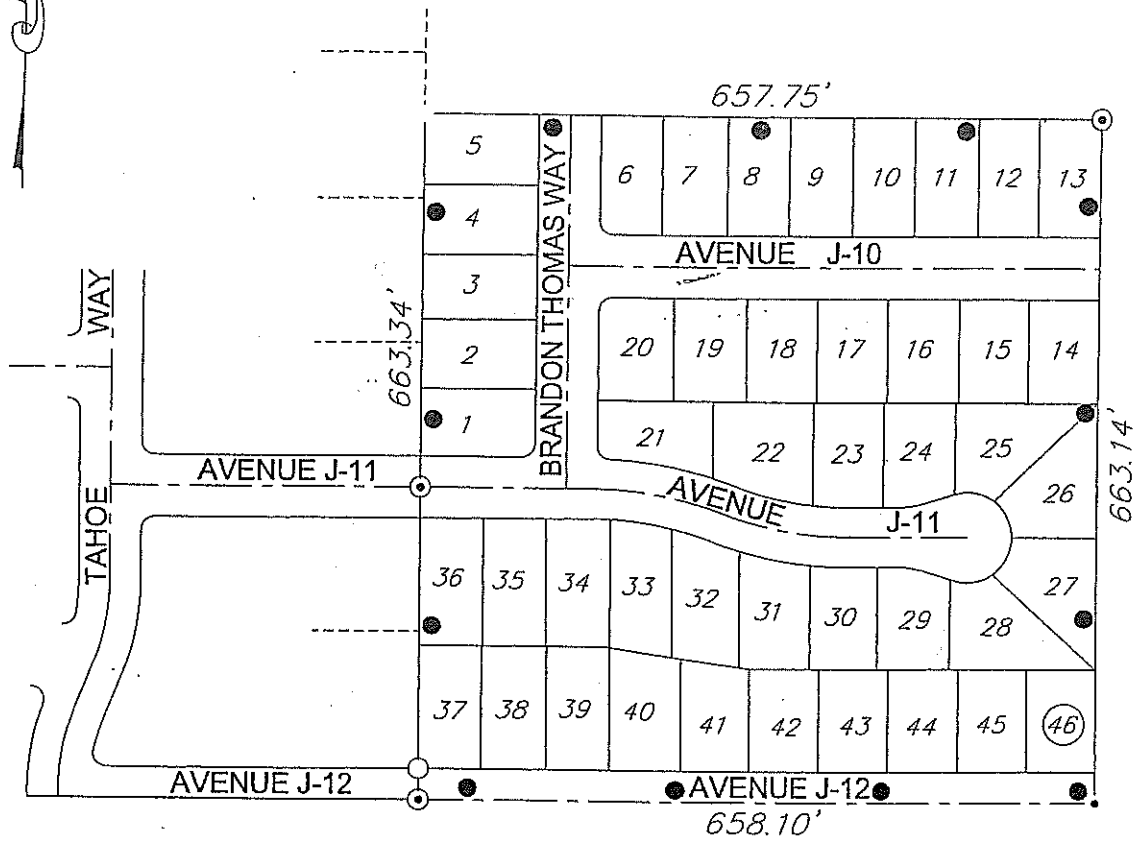 657.75'
5
4
3
2
1
663.34'
BRANDON THOMAS WAY
6 7 8 9 10 11 12 13
AVENUE J-10
20 19 18 17 16 15 14
21 22 23 24 25
26
663.14'
WAY
TAHOE
AVENUE J-11
AVENUE J-11
36 35 34 33 32 31 30 29 28 27
37 38 39 40 41 42 43 44 45 46
AVENUE J-12
AVENUE J-12
658.10'